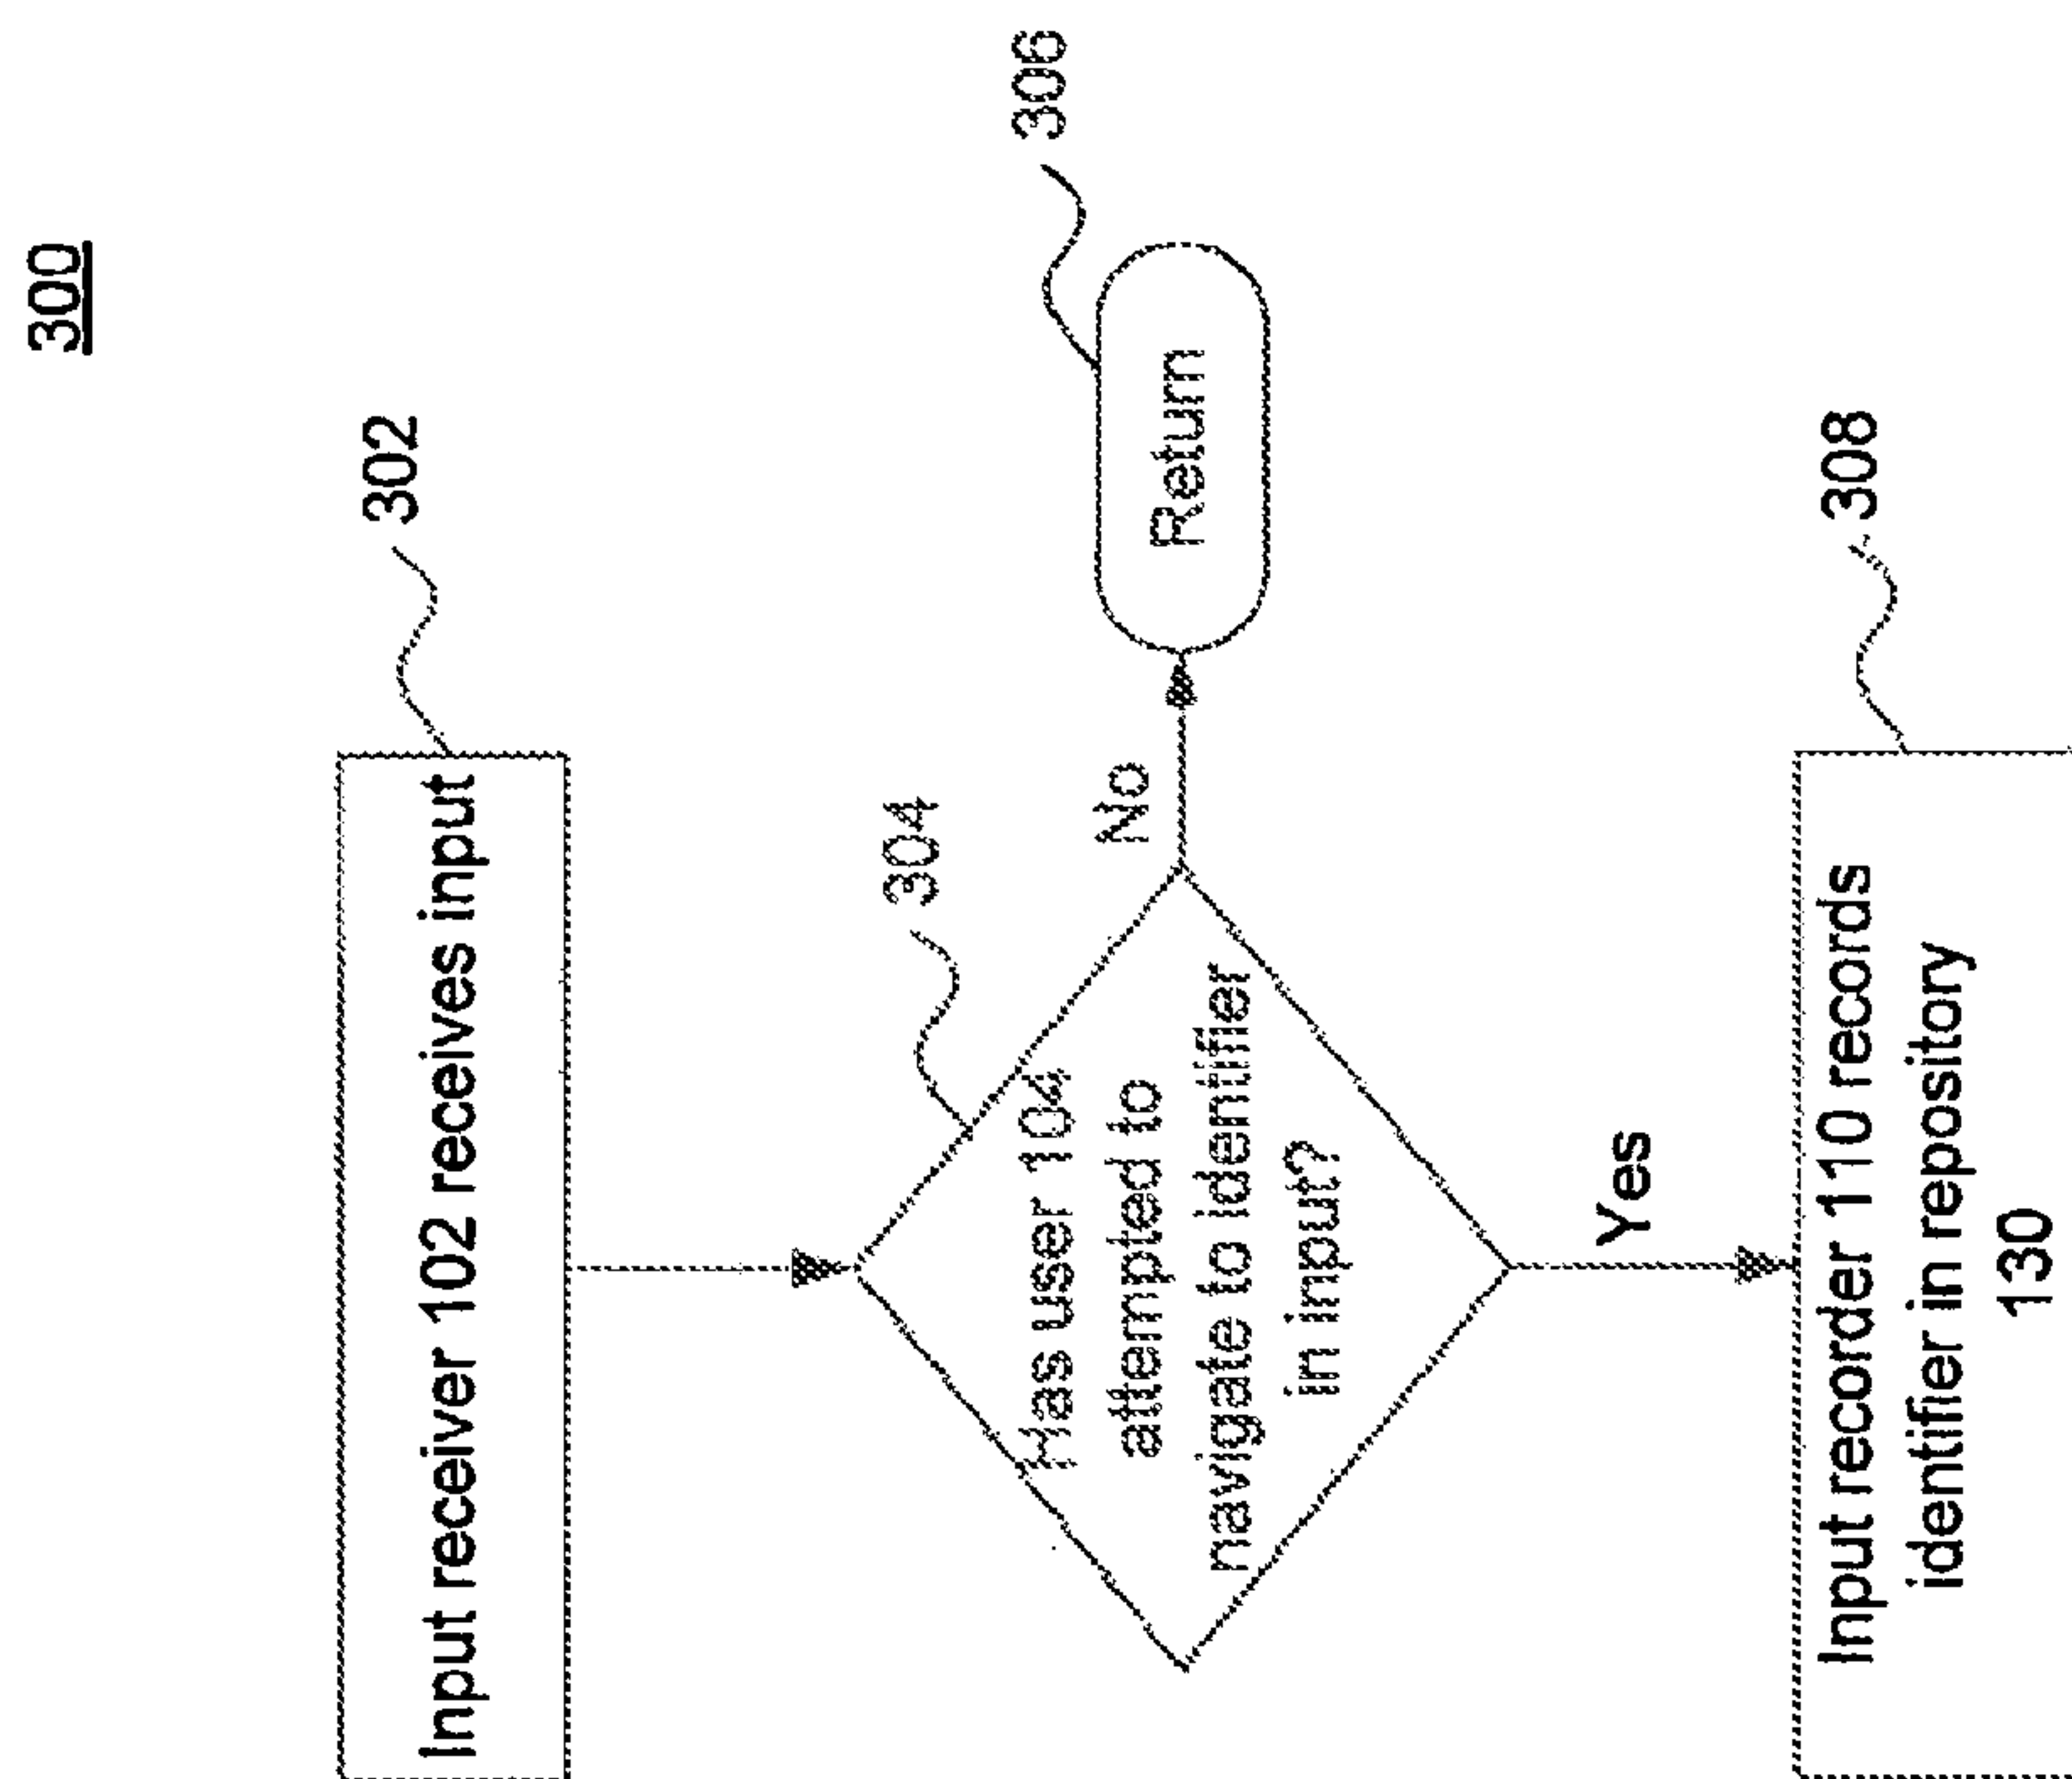 300
302
Input receiver 102 receives input
304
Has user 104
attempted to
navigate to identifier
in input?
No
306
Return
Yes
308
Input recorder 110 records
identifier in repository
130